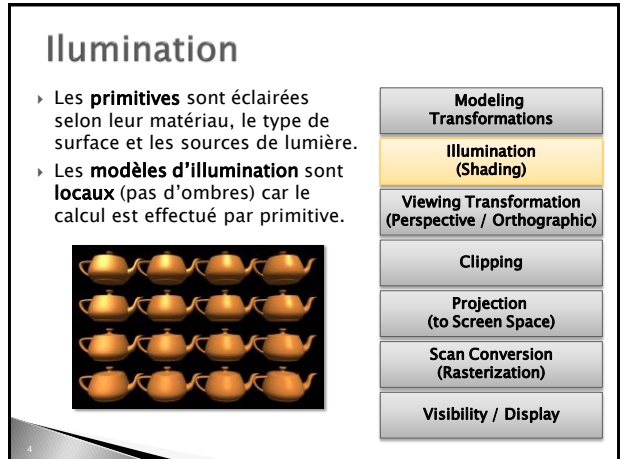 Ilumination
Les primitives sont éclairées
selon leur matériau, le type de
surface et les sources de lumière.
Les modèles d'illumination sont
locaux (pas d'ombres) car le
calcul est effectué par primitive.
Modeling
Transformations
Illumination
(Shading)
Viewing Transformation
(Perspective / Orthographic)
Clipping
Projection
(to Screen Space)
Scan Conversion
(Rasterization)
Visibility / Display
4